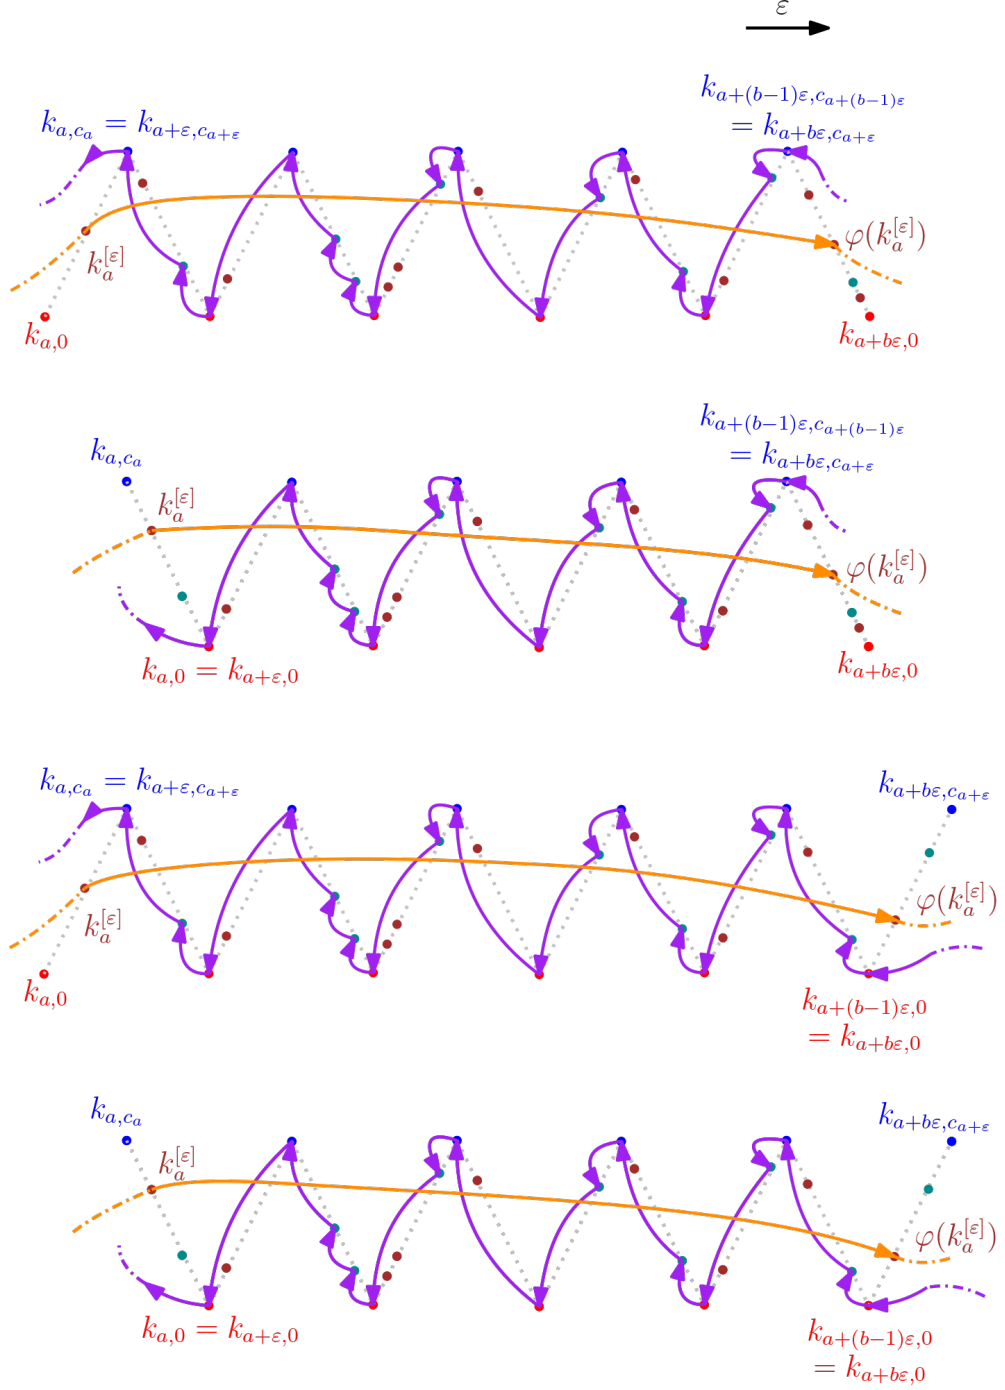 ε
k_{a+(b−1)ε,c_{a+(b−1)ε}}
k_{a,c_a} = k_{a+ε,c_{a+ε}}
= k_{a+bε,c_{a+ε}}
φ(k_a^{[ε]})
k_a^{[ε]}
k_{a,0}
k_{a+bε,0}
k_{a+(b−1)ε,c_{a+(b−1)ε}}
k_{a,c_a}
= k_{a+bε,c_{a+ε}}
k_a^{[ε]}
φ(k_a^{[ε]})
k_{a,0} = k_{a+ε,0}
k_{a+bε,0}
k_{a,c_a} = k_{a+ε,c_{a+ε}}
k_{a+bε,c_{a+ε}}
φ(k_a^{[ε]})
k_a^{[ε]}
k_{a,0}
k_{a+(b−1)ε,0}
= k_{a+bε,0}
k_{a,c_a}
k_{a+bε,c_{a+ε}}
k_a^{[ε]}
φ(k_a^{[ε]})
k_{a,0} = k_{a+ε,0}
k_{a+(b−1)ε,0}
= k_{a+bε,0}